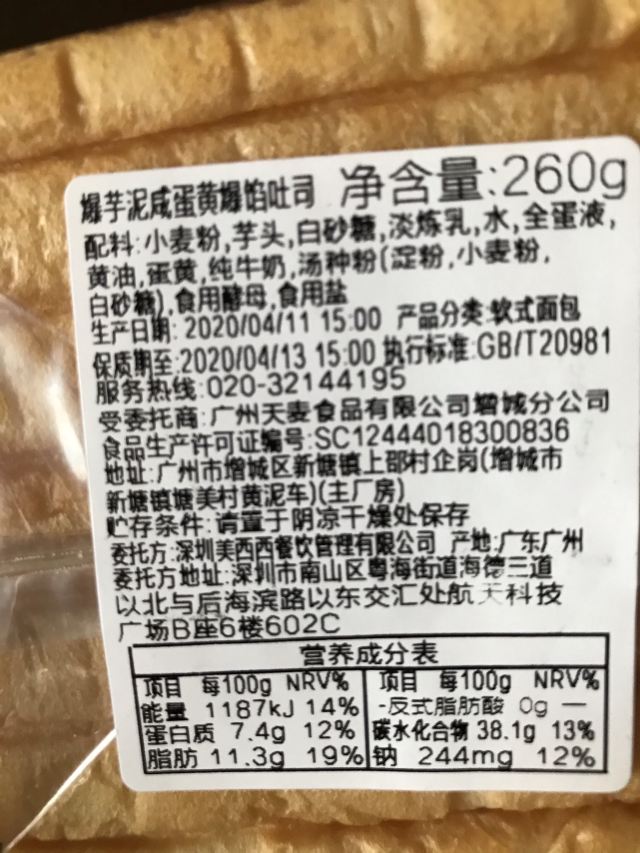 爆芋泥咸蛋黄爆馅吐司 净含量:260g
配料:小麦粉,芋头,白砂糖,淡炼乳,水,全蛋液,
黄油,蛋黄,纯牛奶,汤种粉(淀粉,小麦粉,
白砂糖),食用酵母,食用盐
生产日期: 2020/04/11 15:00 产品分类:软式面包
保质期至:2020/04/13 15:00 执行标准:GB/T20981
服务热线:020-32144195
受委托商:广州天麦食品有限公司增城分公司
食品生产许可证编号:SC12444018300836
地址:广州市增城区新塘镇上邵村企岗(增城市
新塘镇塘美村黄泥车)(主厂房)
贮存条件:请置于阴凉干燥处保存
委托方:深圳美西西餐饮管理有限公司 产地:广东广州
委托方地址:深圳市南山区粤海街道海德三道
以北与后海滨路以东交汇处航天科技
广场B座6楼602C
营养成分表
项目 每100g NRV% 项目 每100g NRV%
能量 1187kJ 14% -反式脂肪酸 0g —
蛋白质 7.4g 12% 碳水化合物 38.1g 13%
脂肪 11.3g 19% 钠 244mg 12%